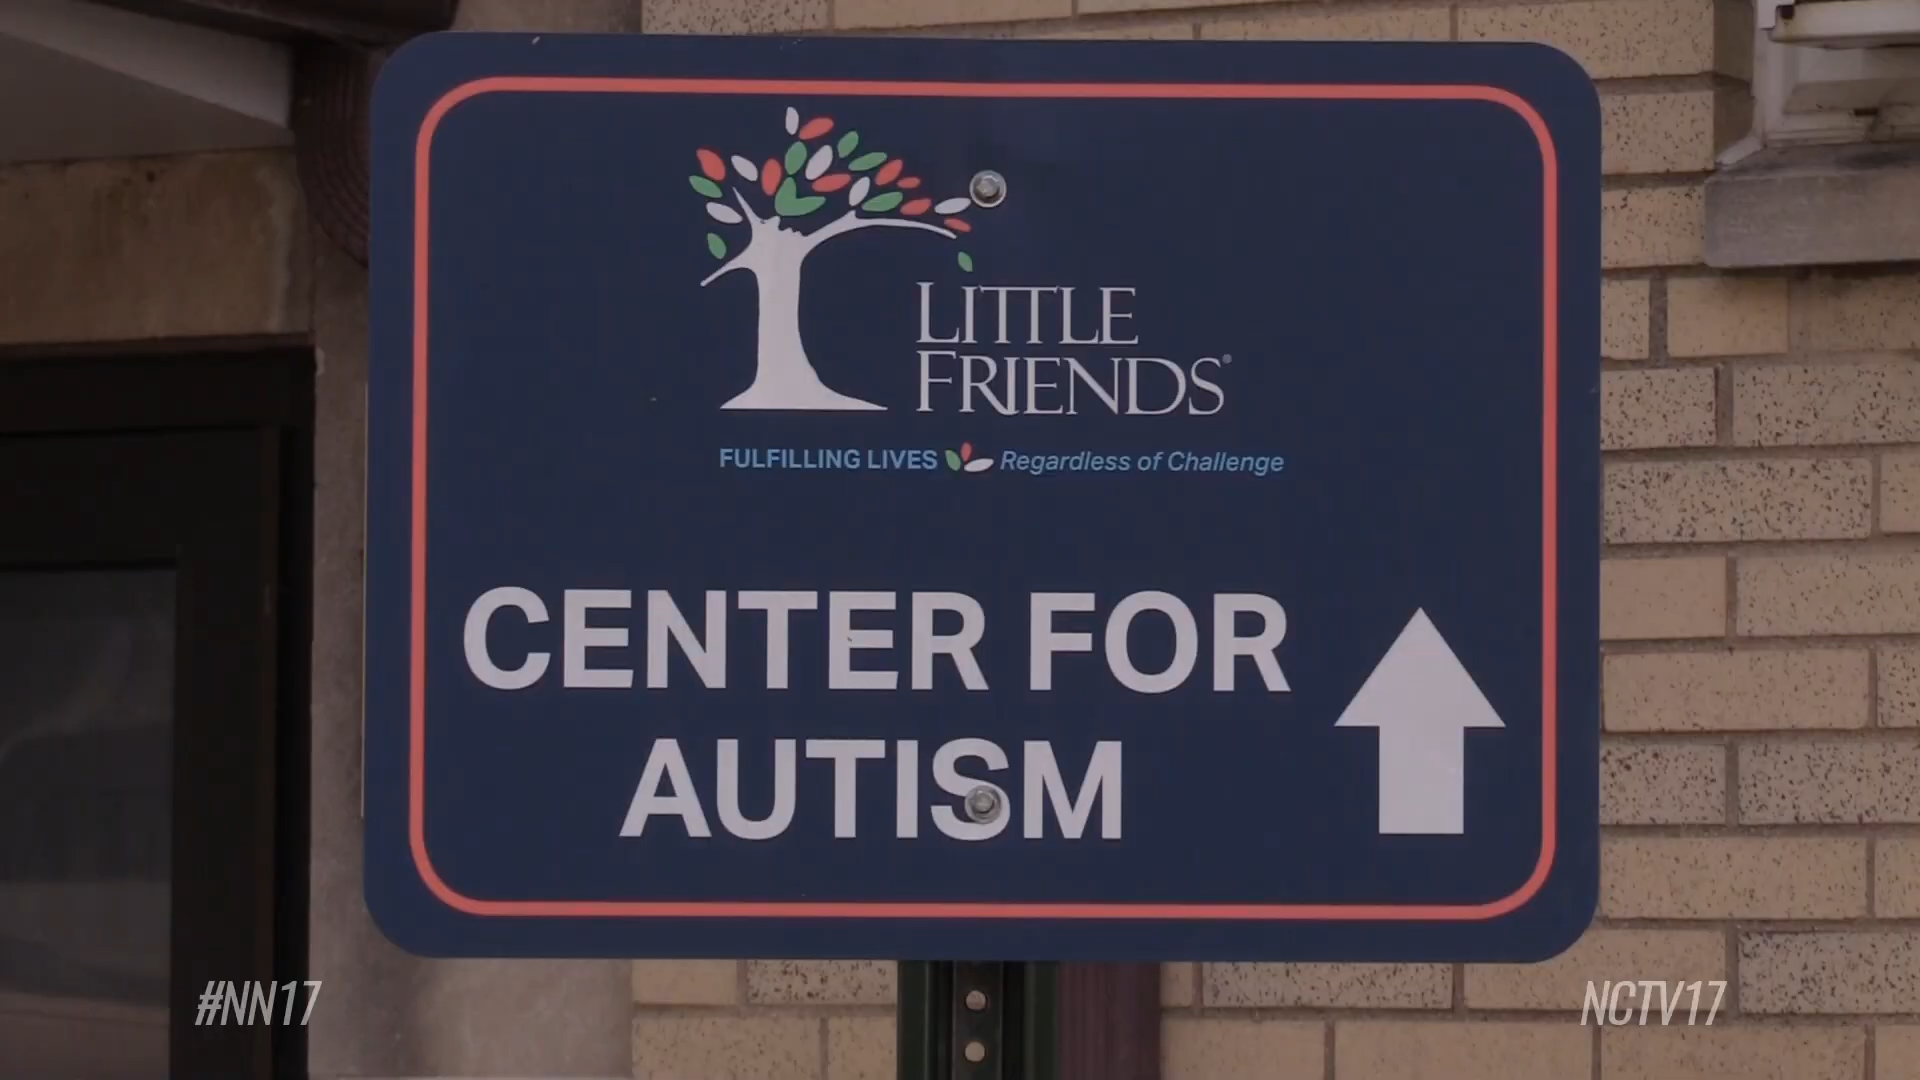 LITTLE
FRIENDS®
FULFILLING LIVES Regardless of Challenge
CENTER FOR
AUTISM
#NN17
NCTV17